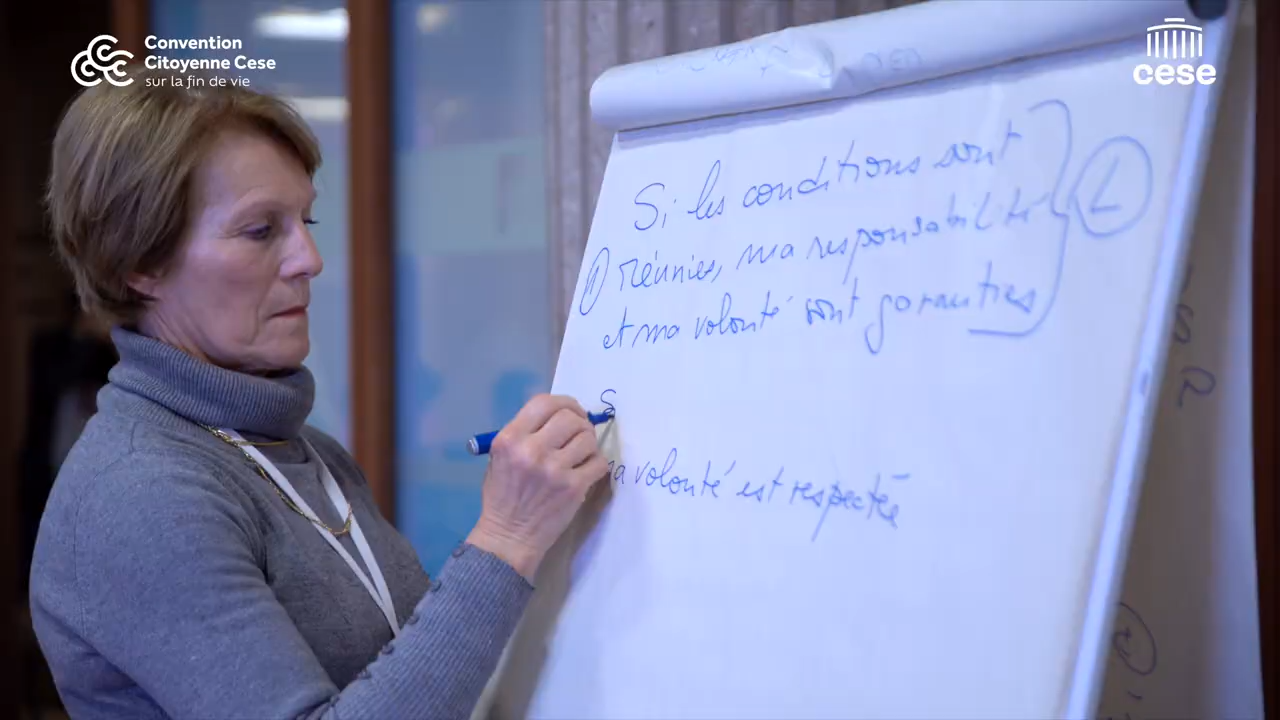 Convention
Citoyenne Cese
sur la fin de vie
cese
Si les conditions sont
① réunies, ma responsabilité
et ma volonté sont garanties
L
S
ma volonté est respectée